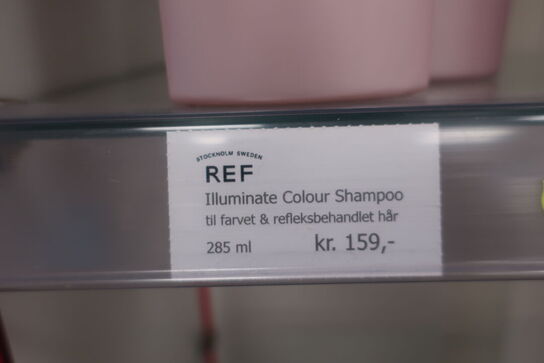 STOCKHOLM SWEDEN
REF
Illuminate Colour Shampoo
til farvet & refleksbehandlet hår
285 ml kr. 159,-